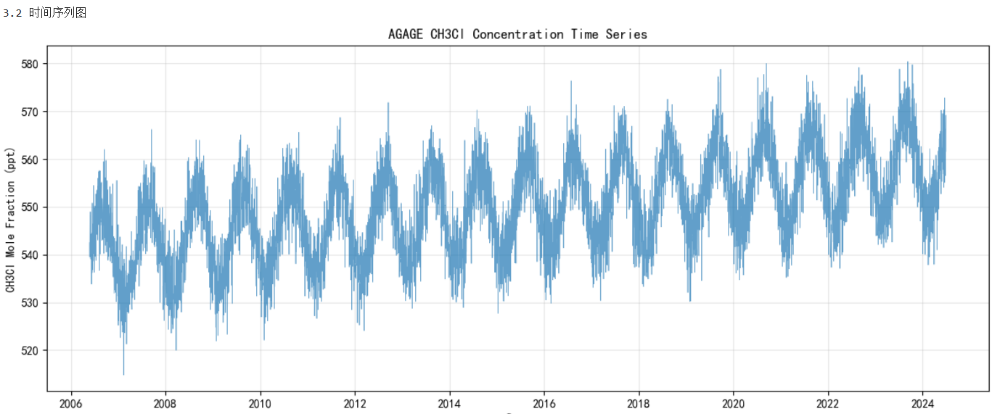 3.2 时间序列图
AGAGE CH3Cl Concentration Time Series
CH3Cl Mole Fraction (ppt)
580
570
560
550
540
530
520
2006 2008 2010 2012 2014 2016 2018 2020 2022 2024